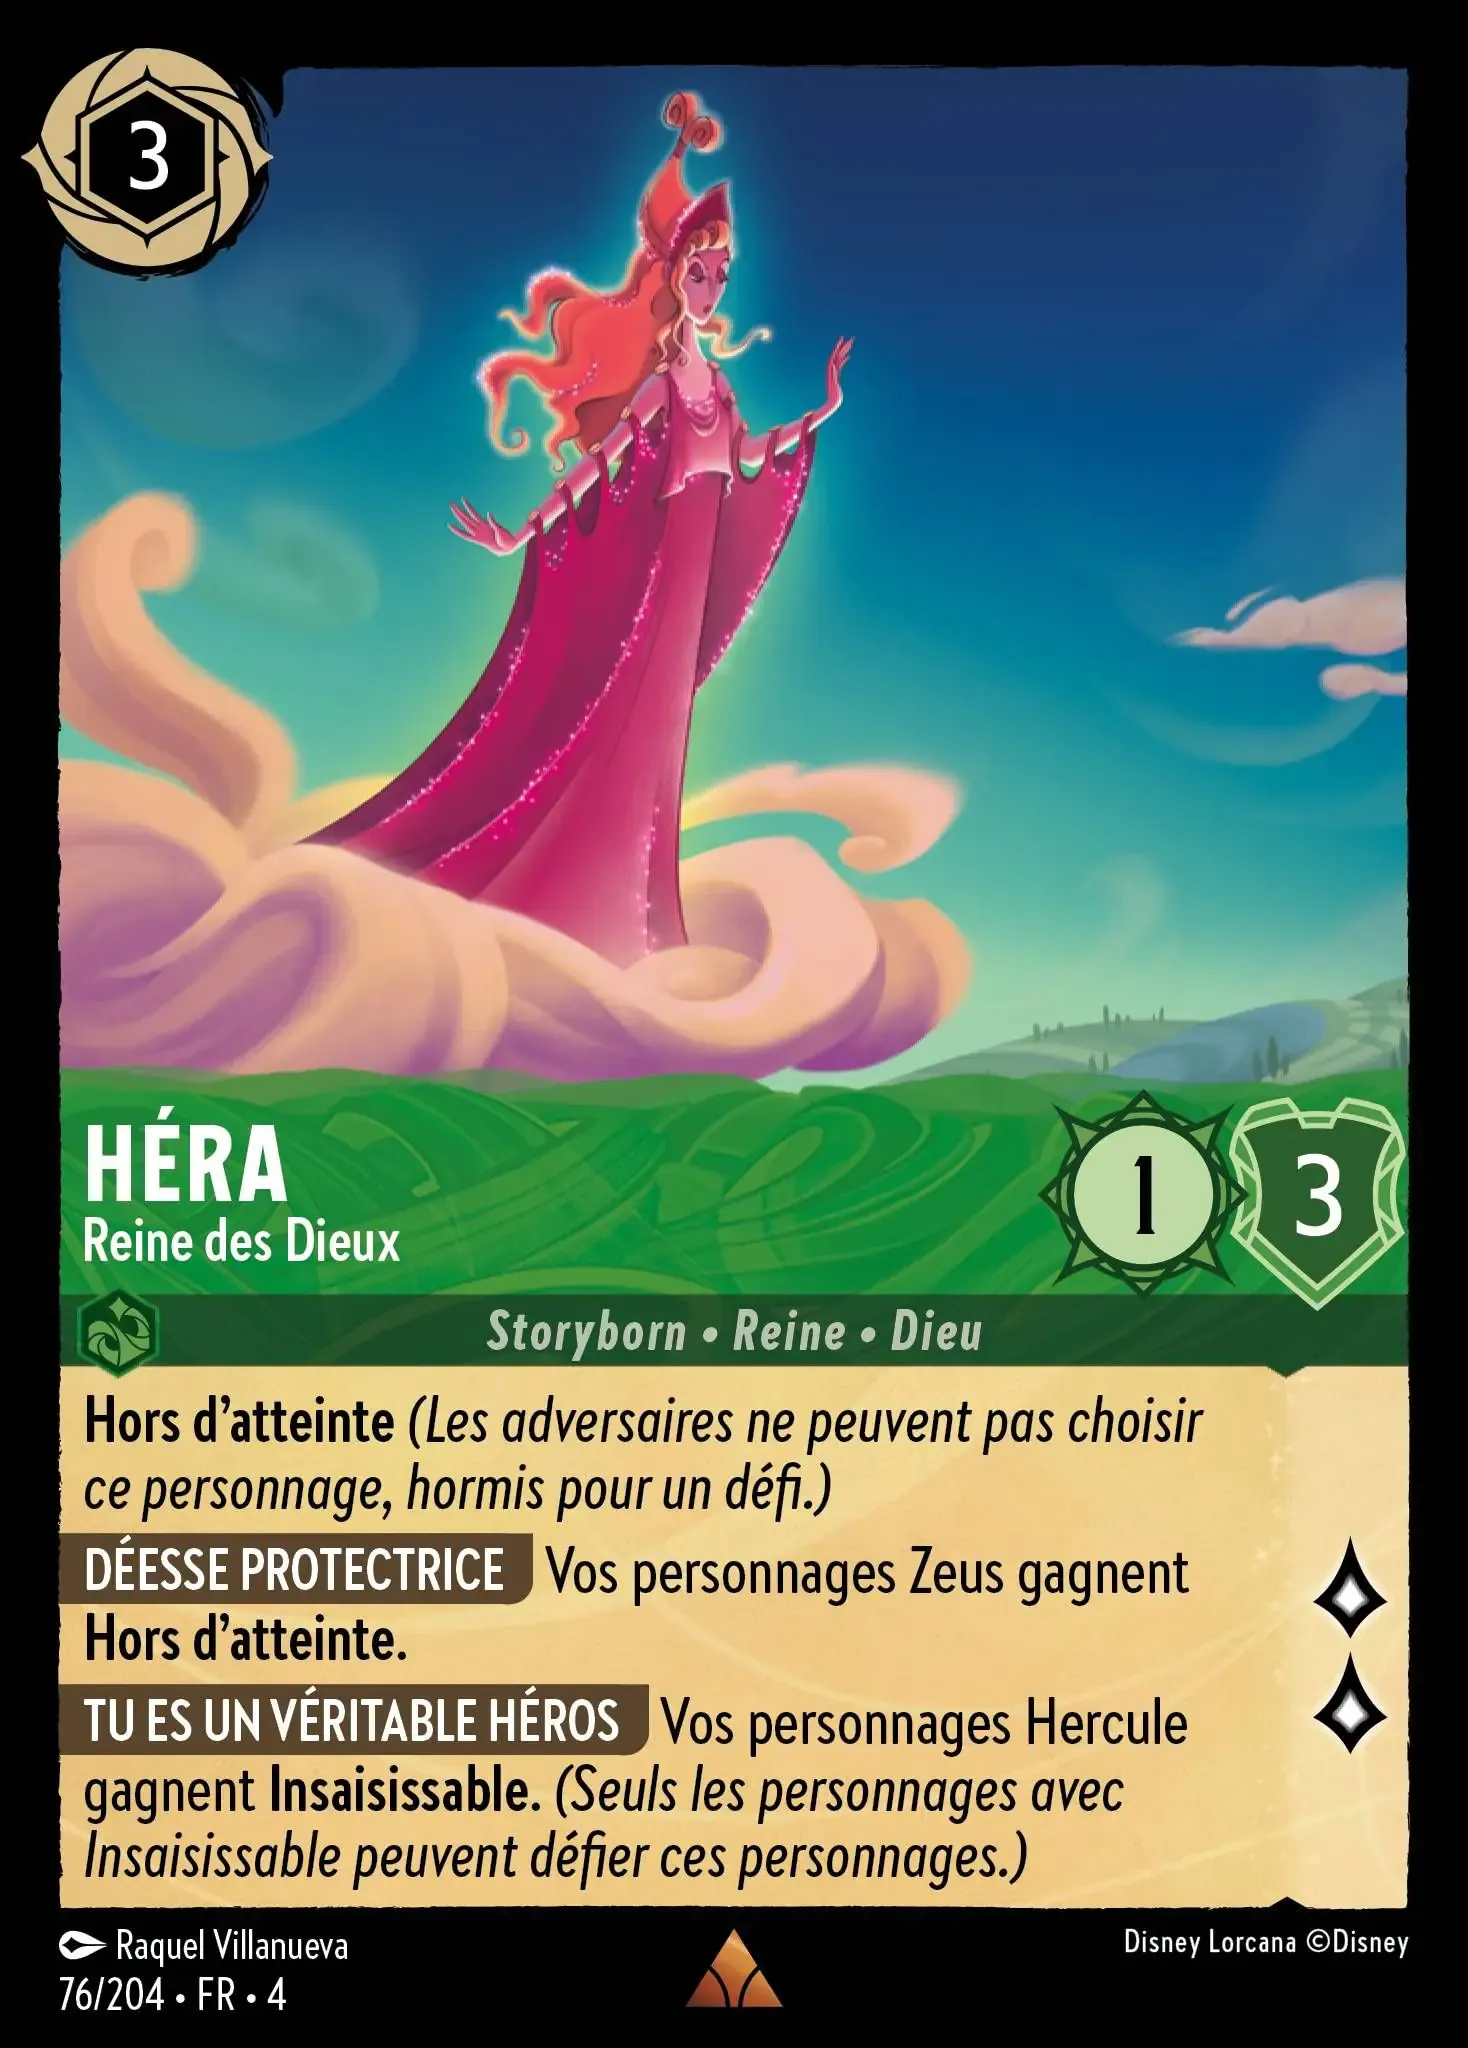 3
HÉRA
Reine des Dieux
1
3
Storyborn • Reine • Dieu
Hors d'atteinte (Les adversaires ne peuvent pas choisir
ce personnage, hormis pour un défi.)
DÉESSE PROTECTRICE Vos personnages Zeus gagnent
Hors d'atteinte.
TU ES UN VÉRITABLE HÉROS Vos personnages Hercule
gagnent Insaisissable. (Seuls les personnages avec
Insaisissable peuvent défier ces personnages.)
Raquel Villanueva
Disney Lorcana ©Disney
76/204 • FR • 4